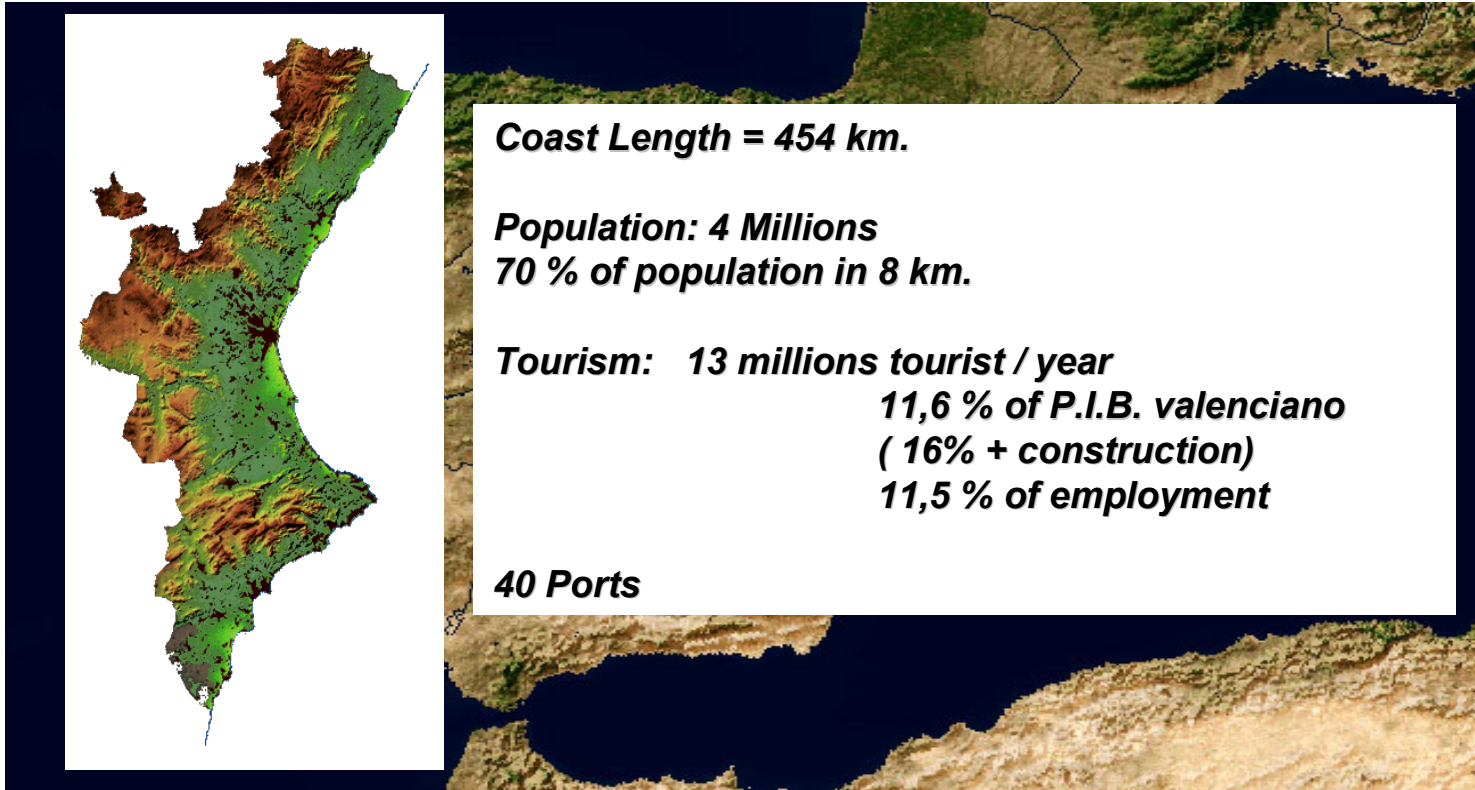 Coast Length = 454 km.
Population: 4 Millions
70 % of population in 8 km.
Tourism: 13 millions tourist / year
11,6 % of P.I.B. valenciano
( 16% + construction)
11,5 % of employment
40 Ports